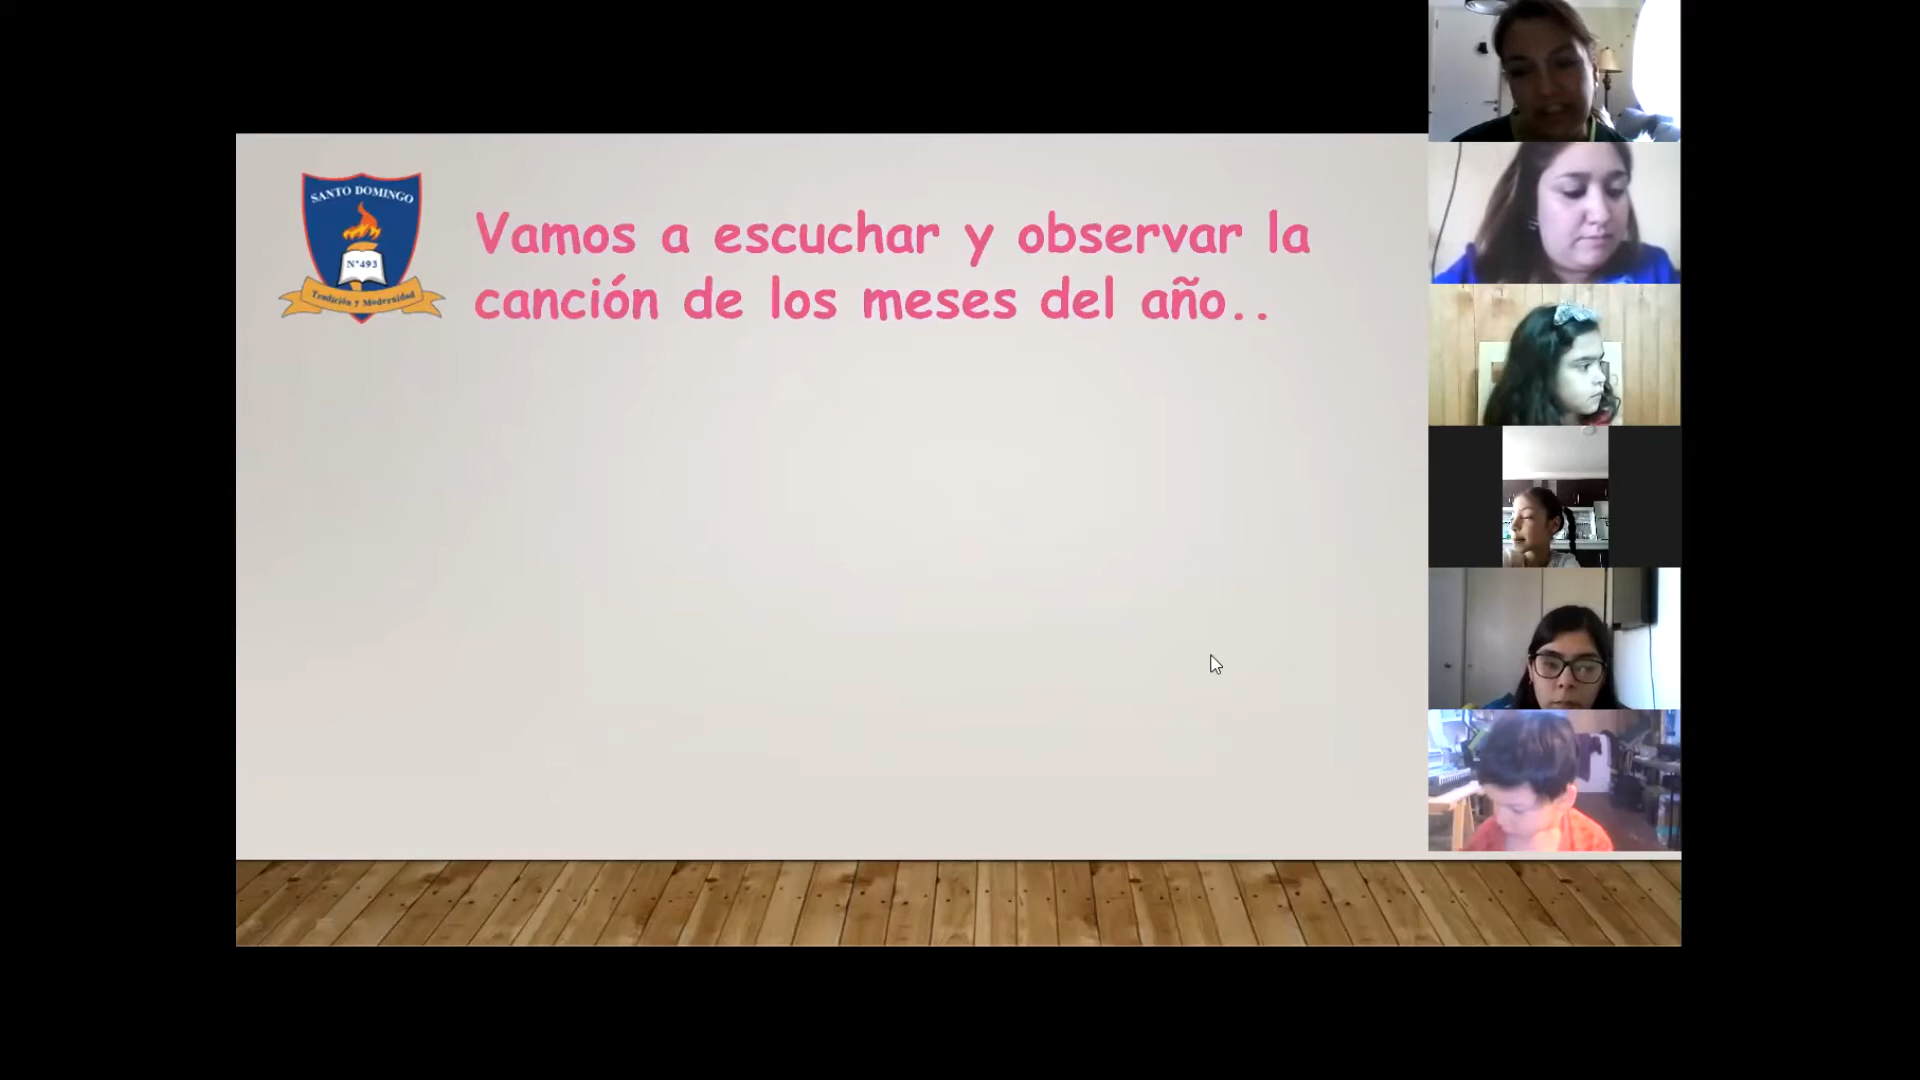 SANTO DOMINGO
N°493
Tradición y Modernidad
Vamos a escuchar y observar la
canción de los meses del año..